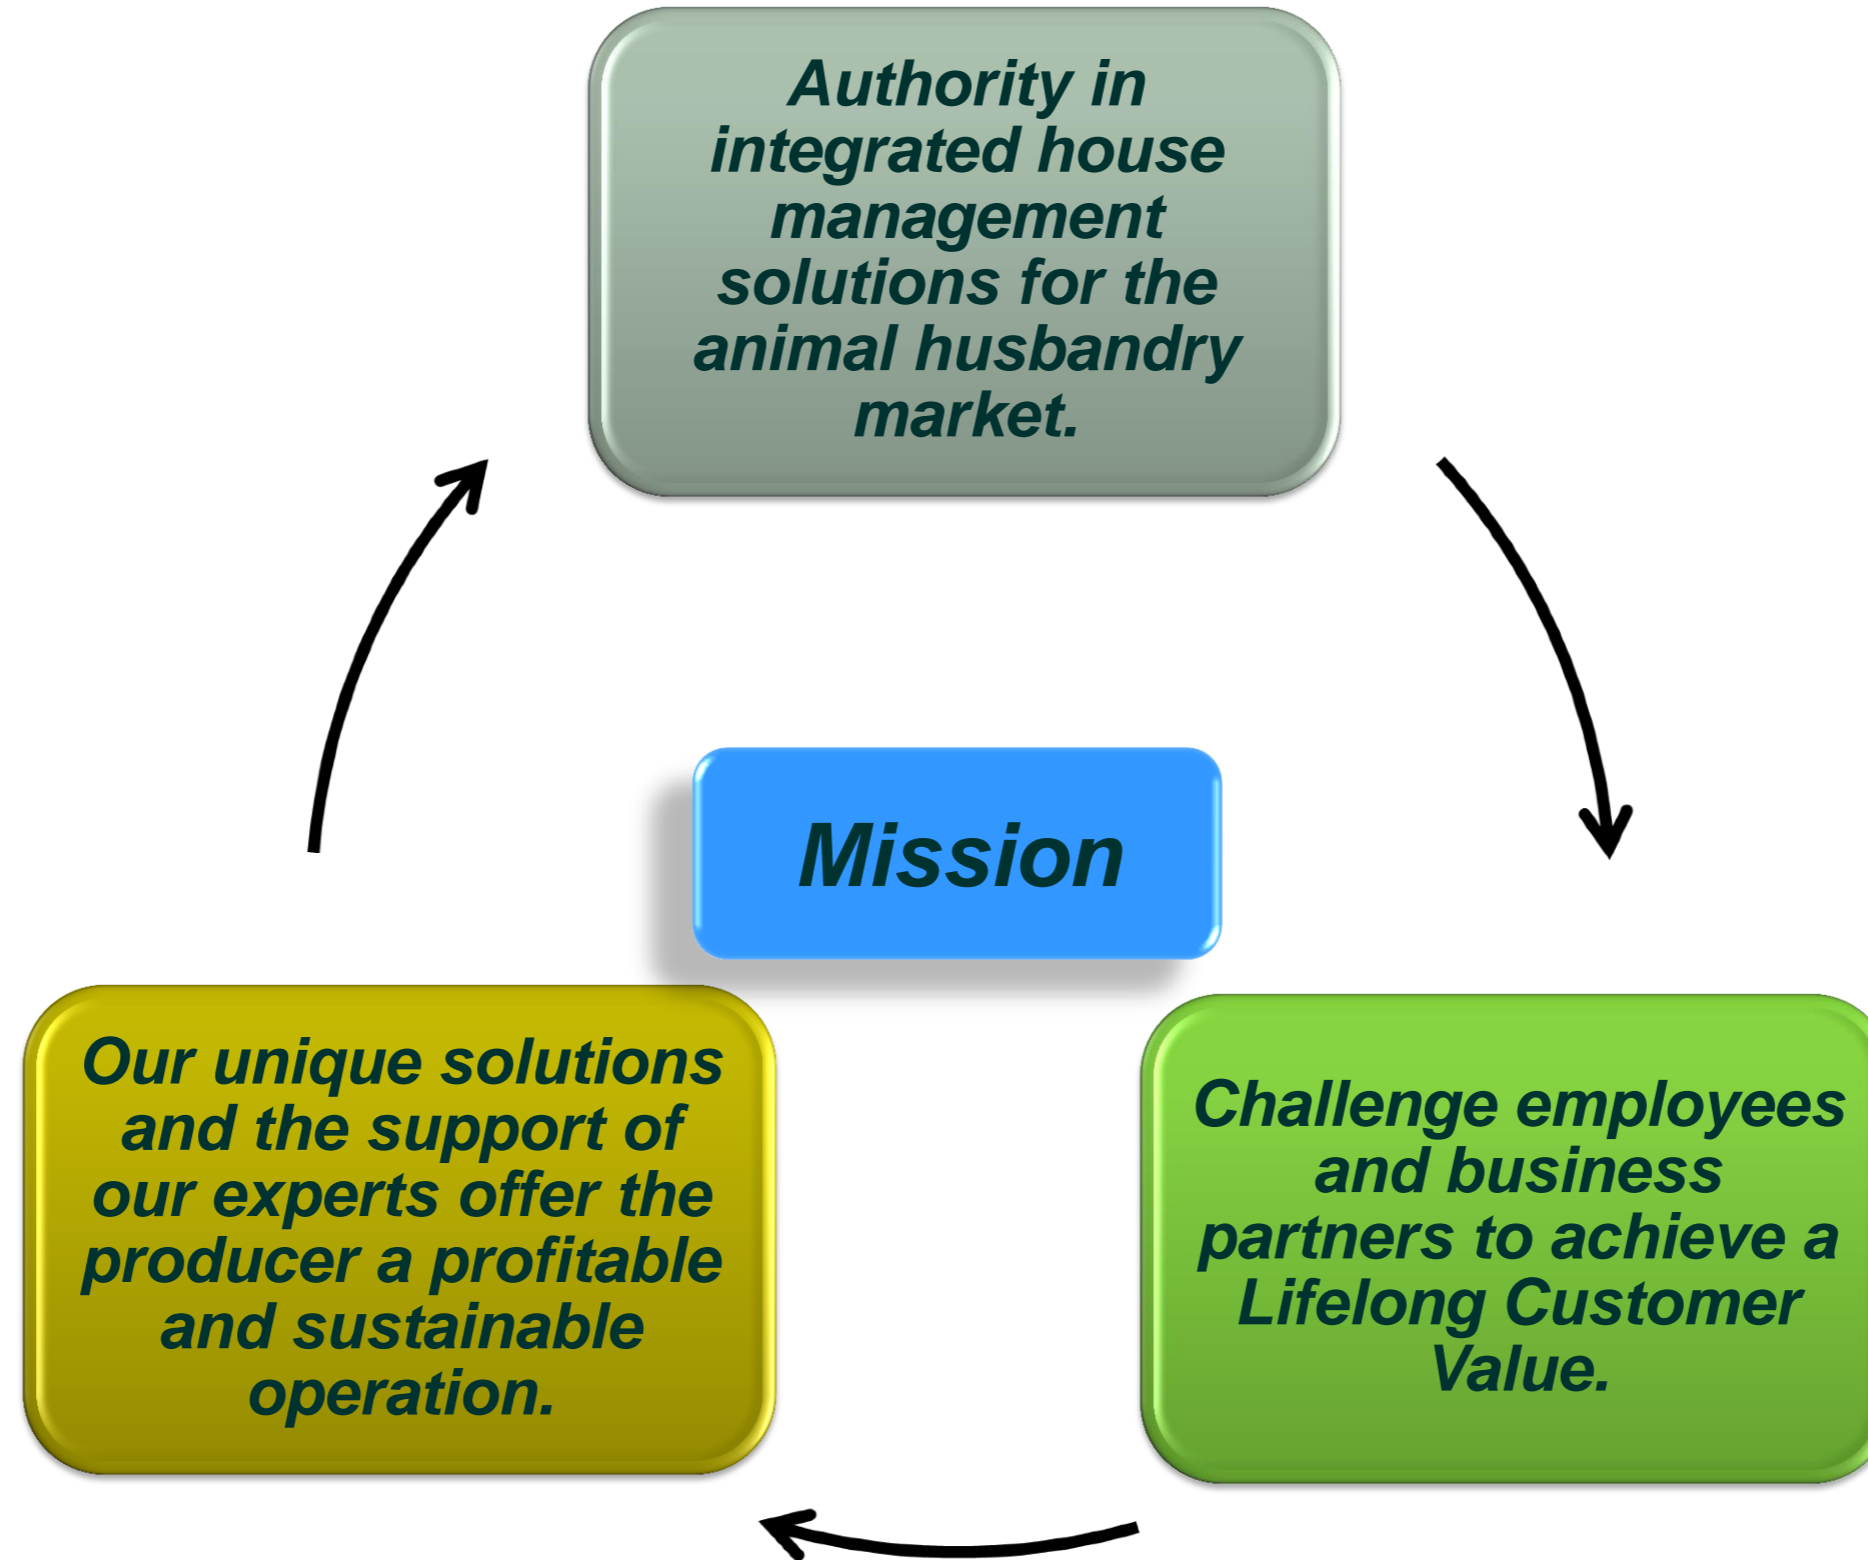 Authority in
integrated house
management
solutions for the
animal husbandry
market.
Mission
Our unique solutions
and the support of
our experts offer the
producer a profitable
and sustainable
operation.
Challenge employees
and business
partners to achieve a
Lifelong Customer
Value.